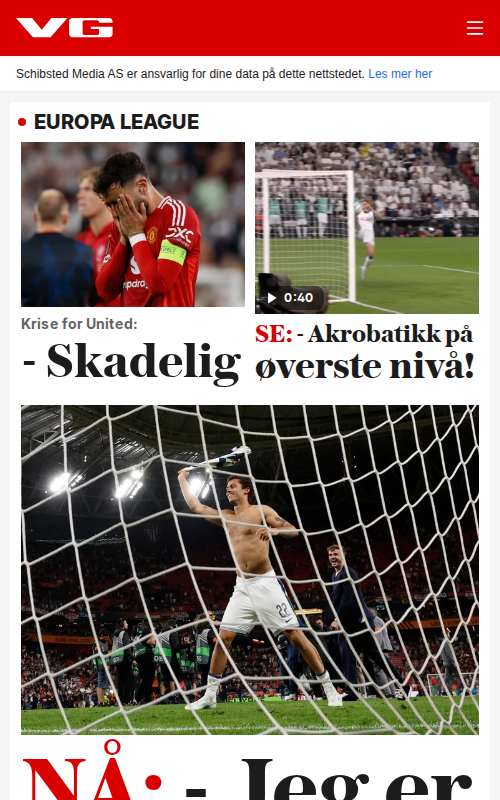 VG
Schibsted Media AS er ansvarlig for dine data på dette nettstedet. Les mer her
EUROPA LEAGUE
0:40
Krise for United:
- Skadelig
SE: - Akrobatikk på
øverste nivå!
22
NÅ: - Jeg er